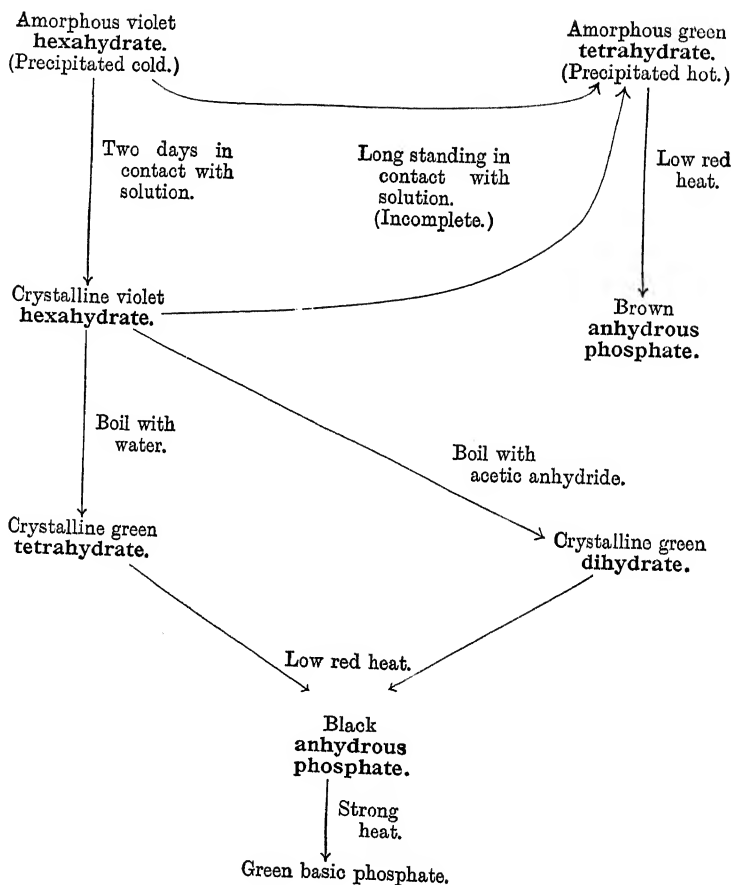 Amorphous violet
hexahydrate.
(Precipitated cold.)
Amorphous green
tetrahydrate.
(Precipitated hot.)
Two days in
contact with
solution.
Long standing in
contact with
solution.
(Incomplete.)
Low red
heat.
Crystalline violet
hexahydrate.
Brown
anhydrous
phosphate.
Boil with
water.
Boil with
acetic anhydride.
Crystalline green
tetrahydrate.
Crystalline green
dihydrate.
Low red heat.
Black
anhydrous
phosphate.
Strong
heat.
Green basic phosphate.